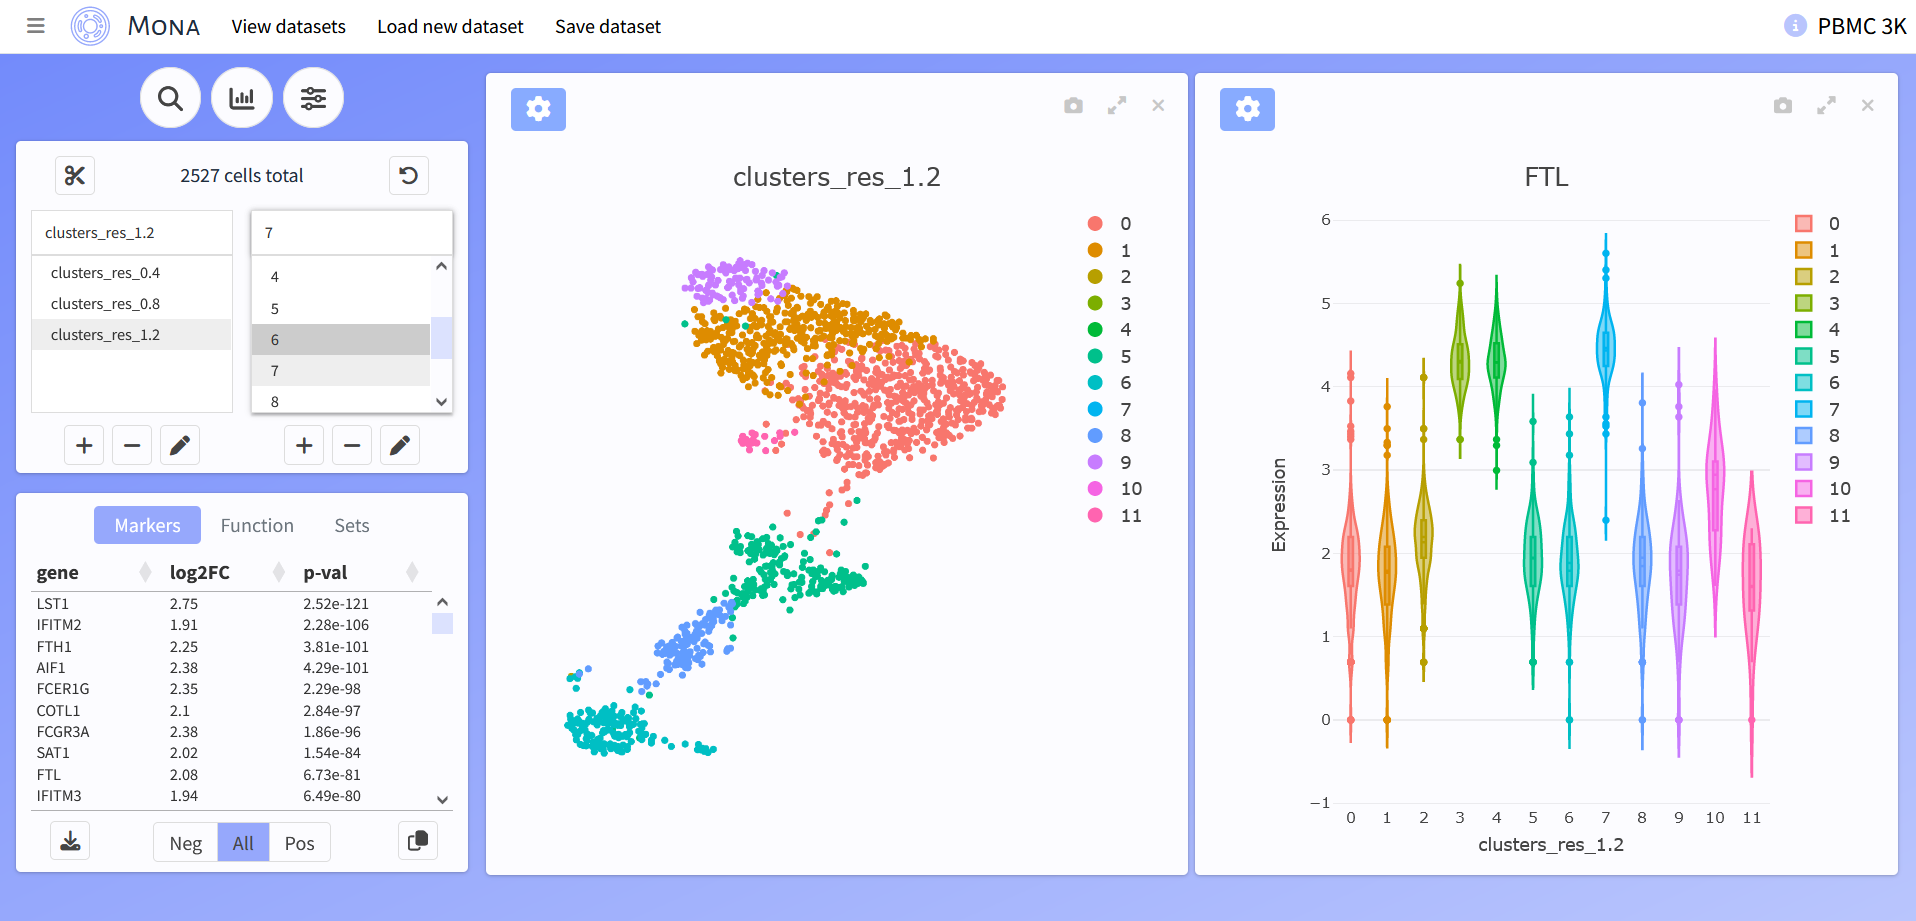 MONA View datasets Load new dataset Save dataset i PBMC 3K
2527 cells total
clusters_res_1.2
clusters_res_0.4
clusters_res_0.8
clusters_res_1.2
7
4
5
6
7
8
Markers Function Sets
gene log2FC p-val
LST1 2.75 2.52e-121
IFITM2 1.91 2.28e-106
FTH1 2.25 3.81e-101
AIF1 2.38 4.29e-101
FCER1G 2.35 2.29e-98
COTL1 2.1 2.84e-97
FCGR3A 2.38 1.86e-96
SAT1 2.02 1.54e-84
FTL 2.08 6.73e-81
IFITM3 1.94 6.49e-80
Neg All Pos
clusters_res_1.2
0
1
2
3
4
5
6
7
8
9
10
11
FTL
6
5
4
3
2
1
0
−1
Expression
0 1 2 3 4 5 6 7 8 9 10 11
clusters_res_1.2
0
1
2
3
4
5
6
7
8
9
10
11